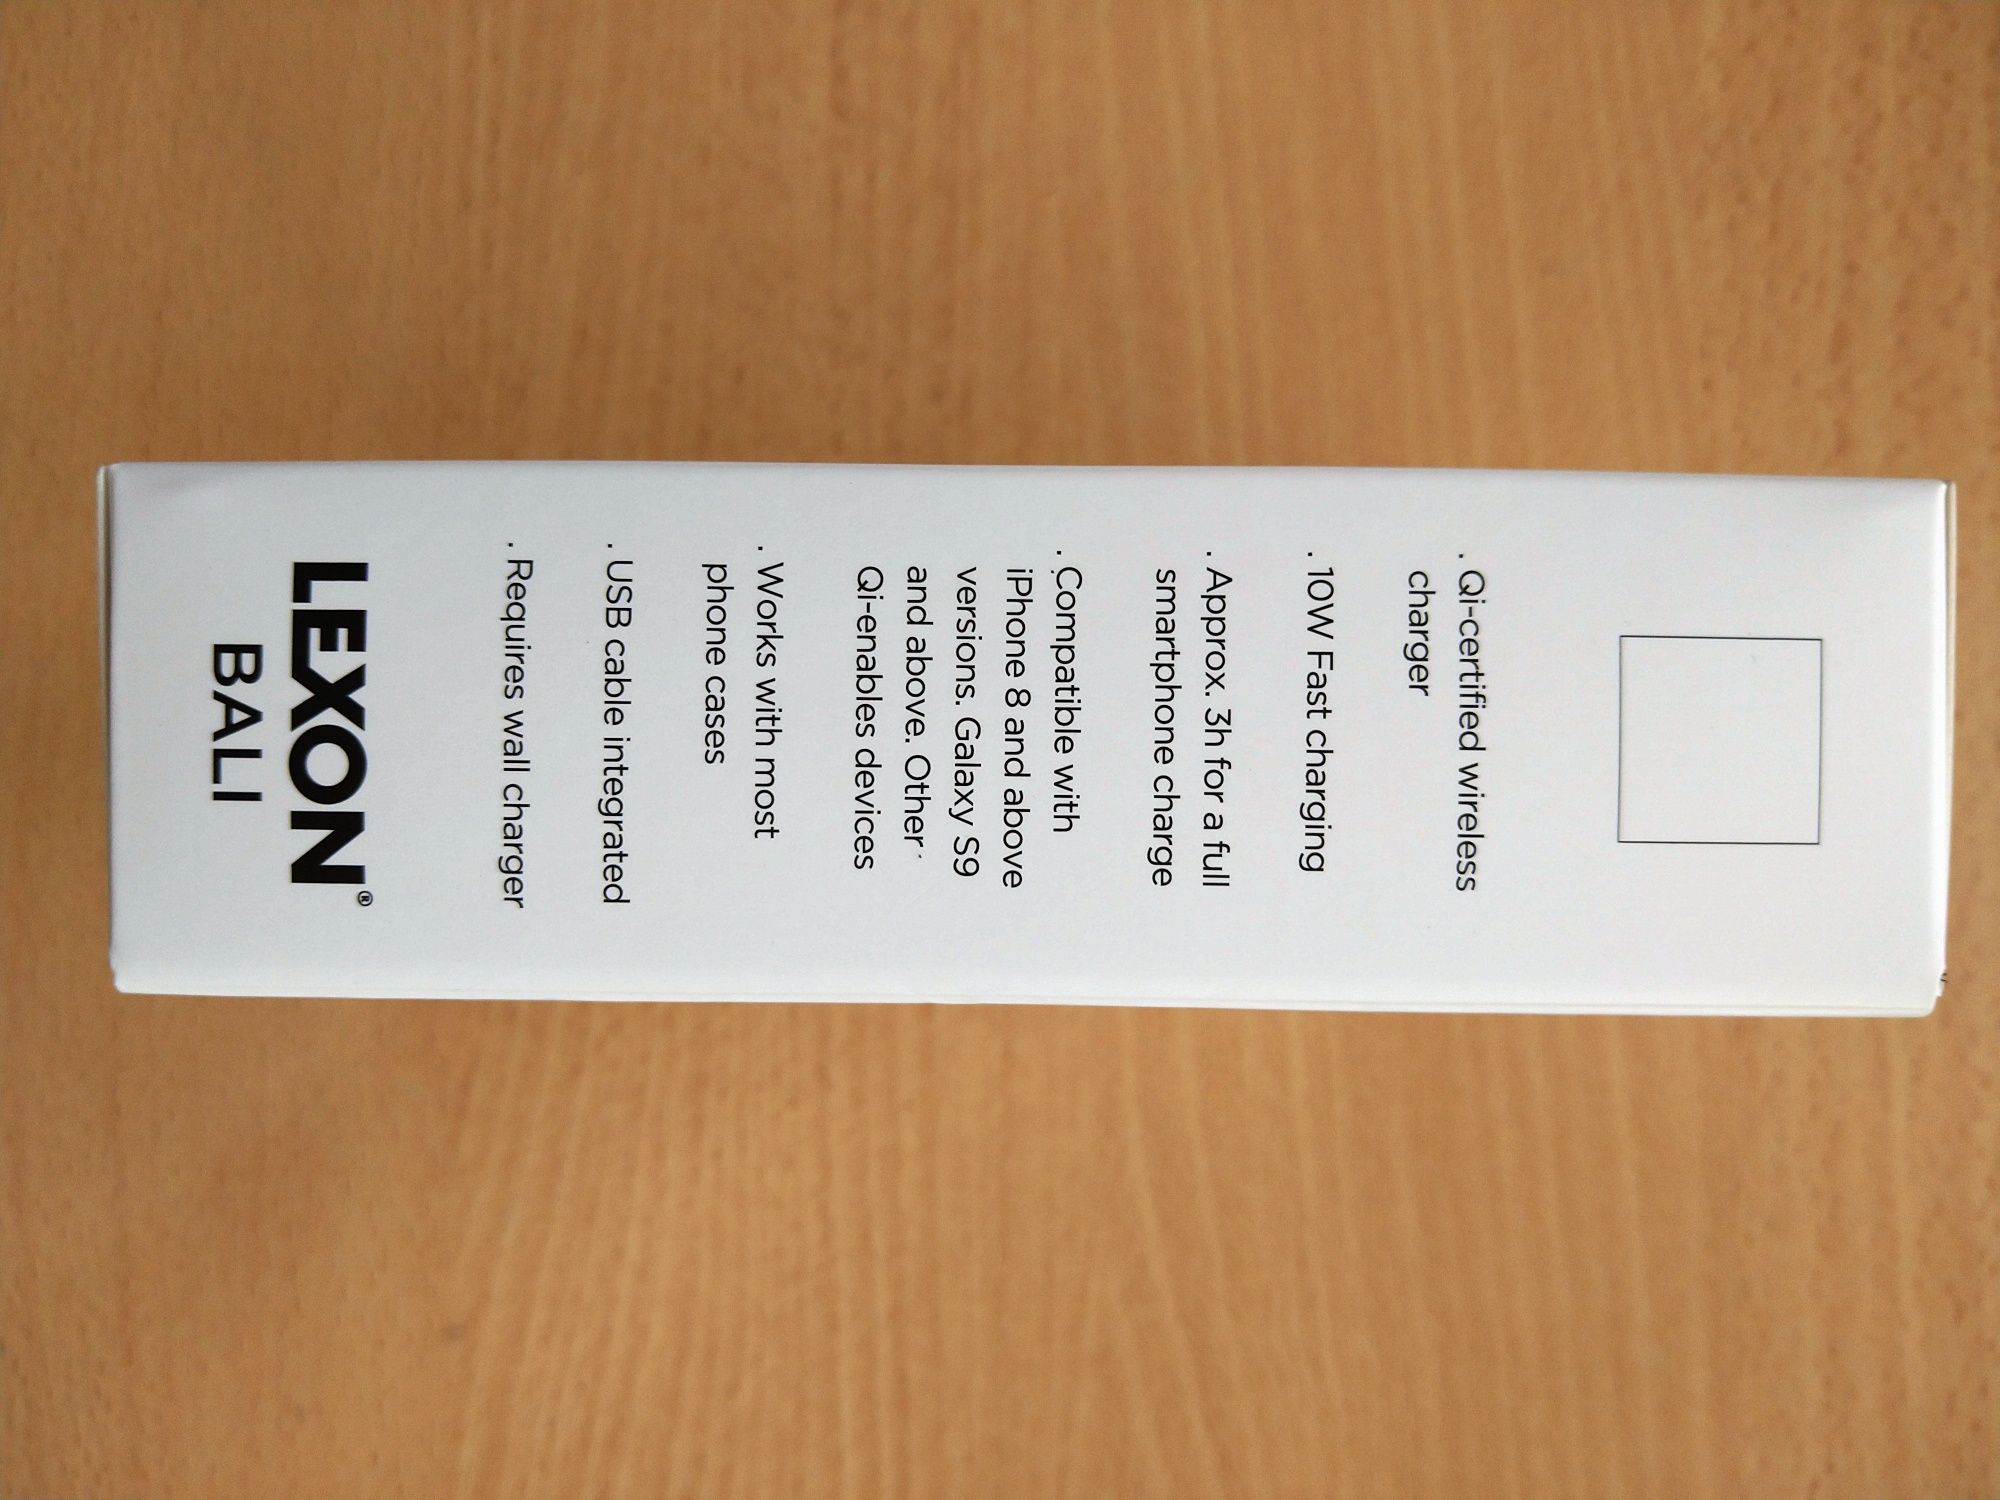 . Qi-certified wireless
charger
. 10W Fast charging
. Approx. 3h for a full
smartphone charge
. Compatible with
iPhone 8 and above
versions. Galaxy S9
and above. Other
Qi-enables devices
. Works with most
phone cases
. USB cable integrated
. Requires wall charger
LEXON®
BALI